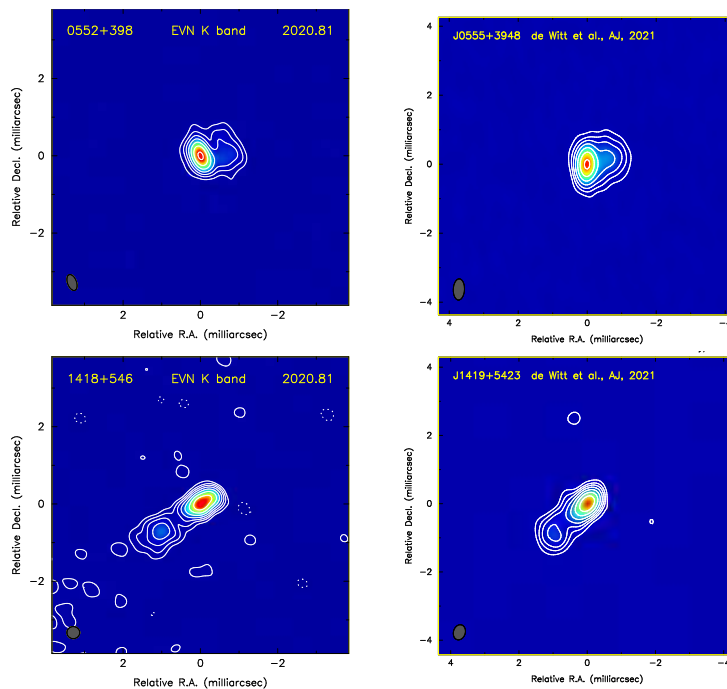 0552+398 EVN K band 2020.81
2
0
−2
Relative Decl. (milliarcsec)
2 0 −2
Relative R.A. (milliarcsec)
J0555+3948 de Witt et al., AJ, 2021
4
2
0
−2
−4
Relative Decl. (milliarcsec)
4 2 0 −2 −4
Relative R.A. (milliarcsec)
1418+546 EVN K band 2020.81
2
0
−2
Relative Decl. (milliarcsec)
2 0 −2
Relative R.A. (milliarcsec)
J1419+5423 de Witt et al., AJ, 2021
4
2
0
−2
−4
Relative Decl. (milliarcsec)
4 2 0 −2 −4
Relative R.A. (milliarcsec)